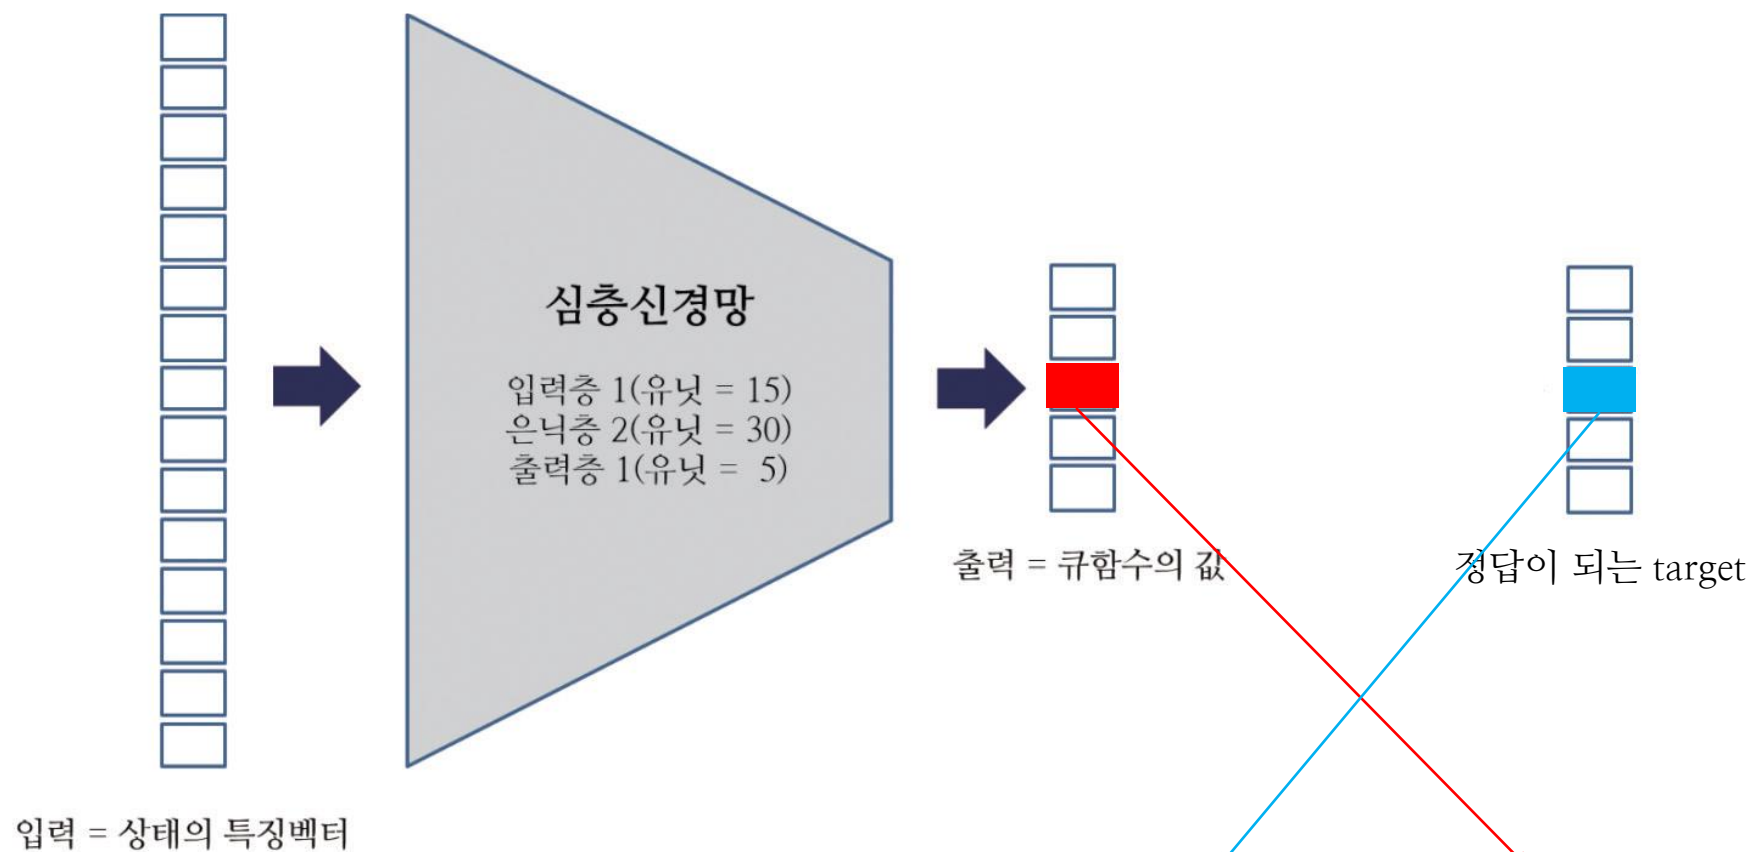 심층신경망
입력층 1(유닛 = 15)
은닉층 2(유닛 = 30)
출력층 1(유닛 = 5)
출력 = 큐함수의 값
정답이 되는 target
입력 = 상태의 특징벡터